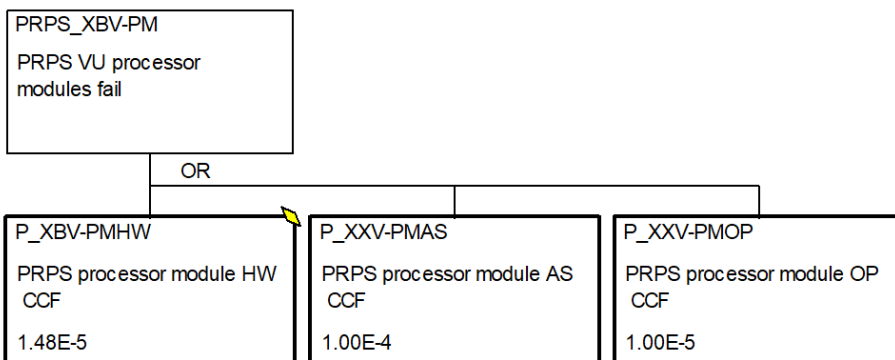 PRPS_XBV-PM
PRPS VU processor
modules fail
OR
P_XBV-PMHW
PRPS processor module HW
CCF
1.48E-5
P_XXV-PMAS
PRPS processor module AS
CCF
1.00E-4
P_XXV-PMOP
PRPS processor module OP
CCF
1.00E-5